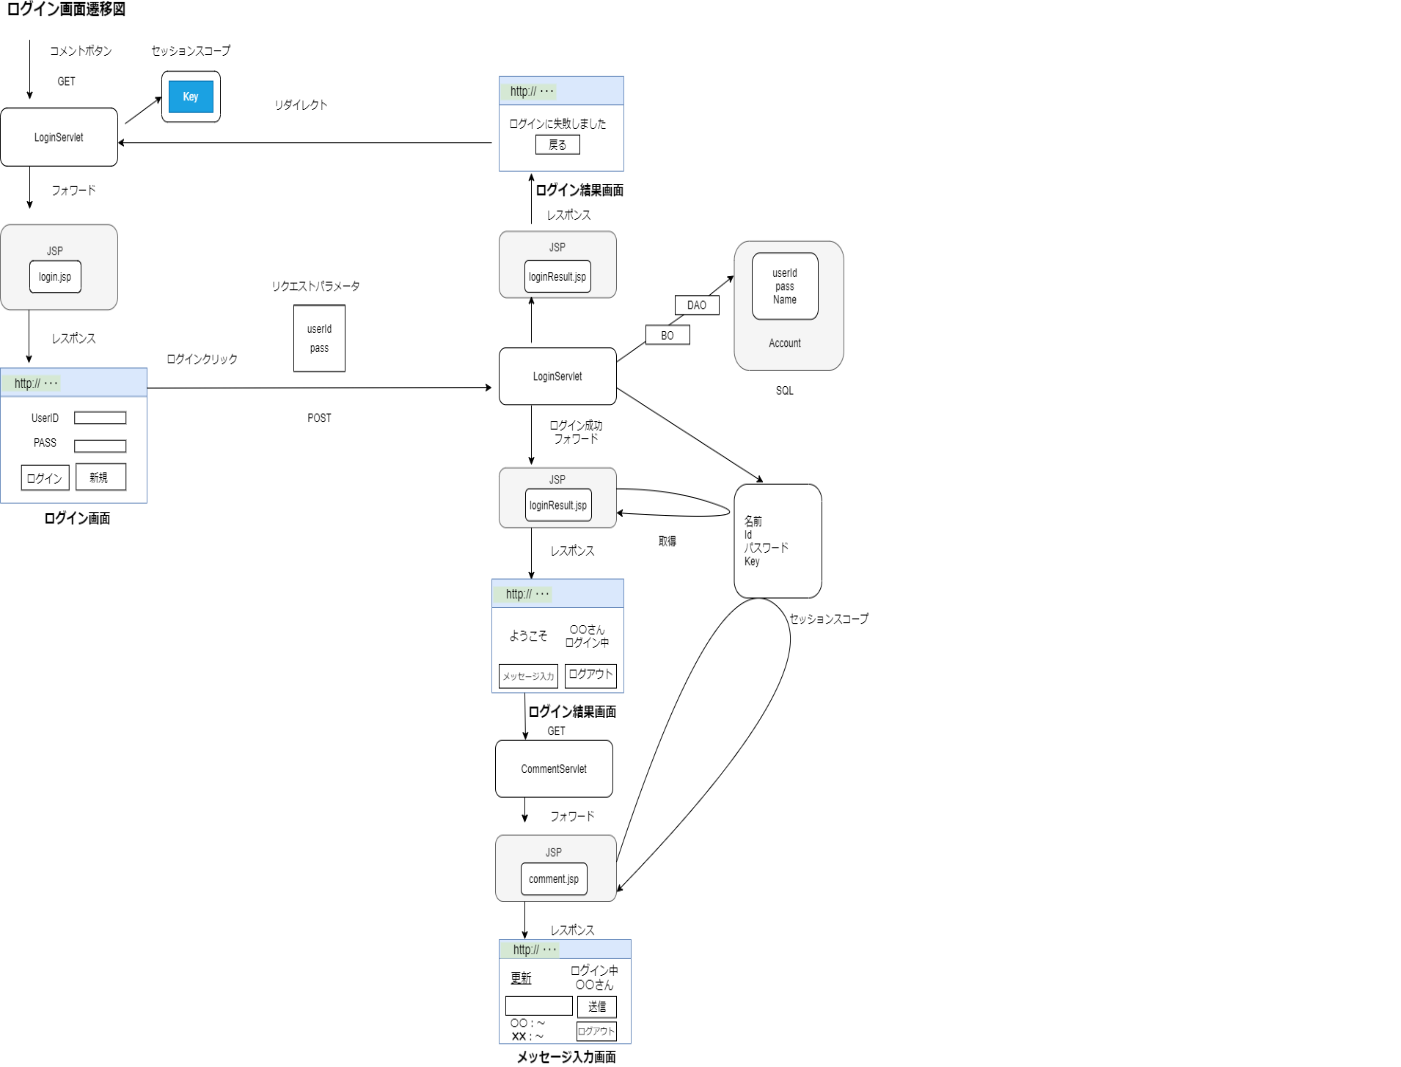 ログイン画面遷移図
コメントボタン
セッションスコープ
GET
Key
リダイレクト
LoginServlet
フォワード
JSP
login.jsp
レスポンス
http:// ･･･
UserID
PASS
ログイン
新規
ログイン画面
リクエストパラメータ
userId
pass
ログインクリック
POST
http:// ･･･
ログインに失敗しました
戻る
ログイン結果画面
レスポンス
JSP
loginResult.jsp
LoginServlet
BO
DAO
userId
pass
Name
Account
SQL
ログイン成功
フォワード
JSP
loginResult.jsp
取得
名前
Id
パスワード
Key
セッションスコープ
レスポンス
http:// ･･･
ようこそ
〇〇さん
ログイン中
メッセージ入力
ログアウト
ログイン結果画面
GET
CommentServlet
フォワード
JSP
comment.jsp
レスポンス
http:// ･･･
更新
ログイン中
〇〇さん
送信
〇〇：～
××：～
ログアウト
メッセージ入力画面